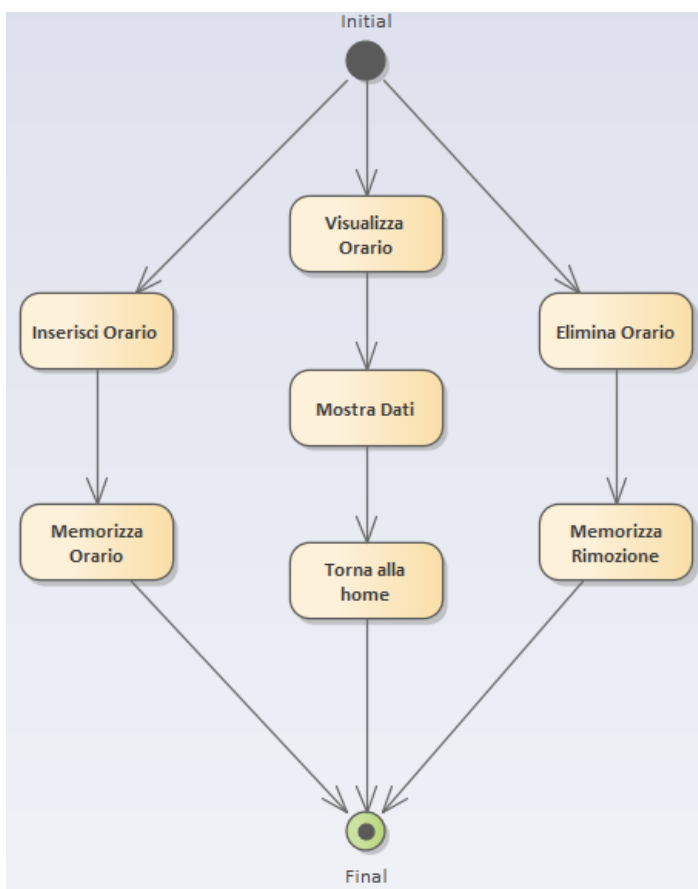 Initial
Visualizza
Orario
Inserisci Orario
Elimina Orario
Mostra Dati
Memorizza
Orario
Torna alla
home
Memorizza
Rimozione
Final